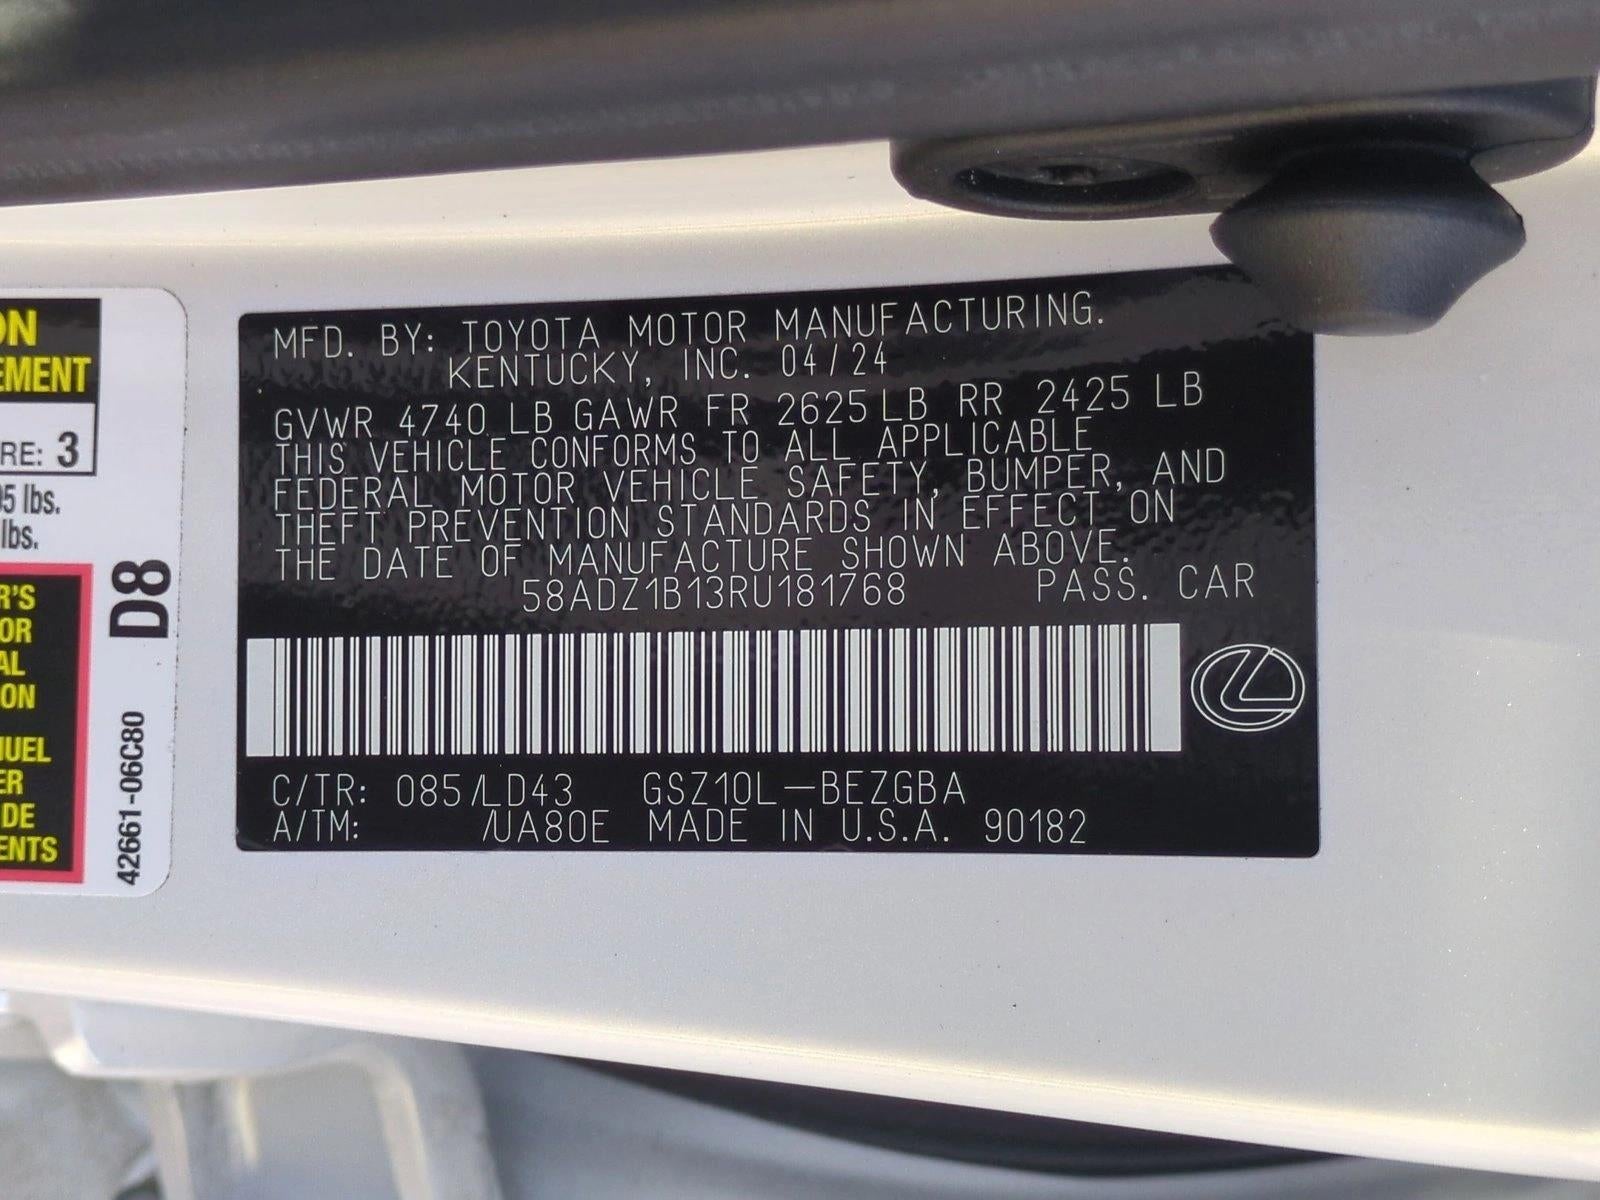 ON
EMENT
RE: 3
95 lbs.
lbs.
R'S
OR
AL
ON
NUEL
ER
DE
ENTS
D8
42661-06C80
MFD. BY: TOYOTA MOTOR MANUFACTURING.
KENTUCKY, INC. 04/24
GVWR 4740 LB GAWR FR 2625 LB RR 2425 LB
THIS VEHICLE CONFORMS TO ALL APPLICABLE
FEDERAL MOTOR VEHICLE SAFETY, BUMPER, AND
THEFT PREVENTION STANDARDS IN EFFECT ON
THE DATE OF MANUFACTURE SHOWN ABOVE.
58ADZ1B13RU181768 PASS. CAR
C/TR: 085/LD43 GSZ10L-BEZGBA
A/TM: /UA80E MADE IN U.S.A. 90182